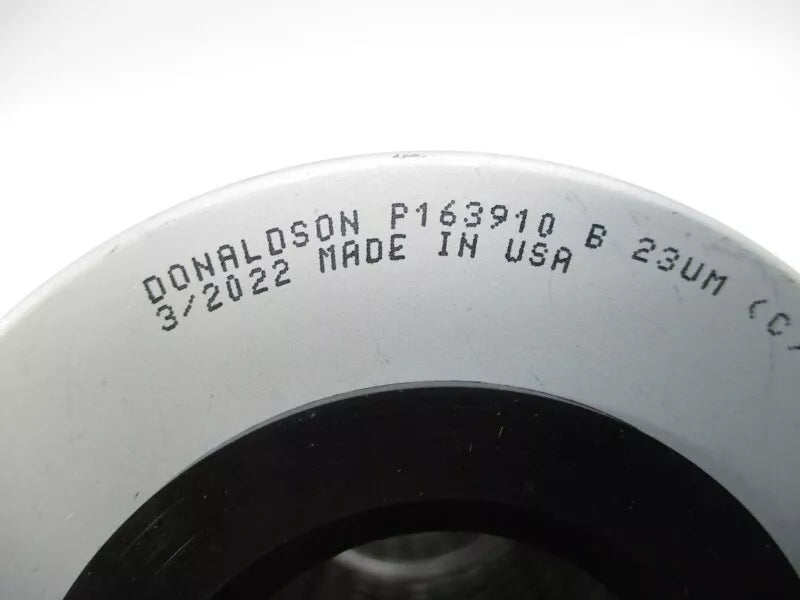 DONALDSON P163910 B 23UM (C)
3/2022 MADE IN USA